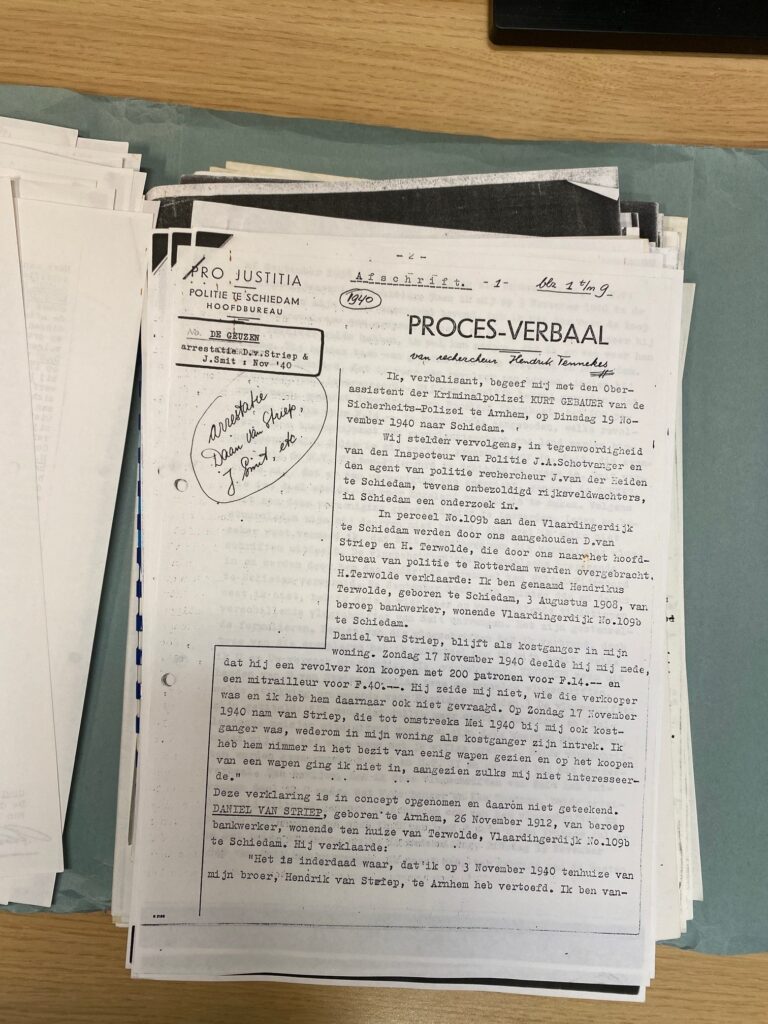 - 2 -
PRO JUSTITIA
POLITIE TE SCHIEDAM
HOOFDBUREAU
Afschrift. -1- blz 1 t/m 9
1940
No. DE GEUZEN
arrestatie D.v.Striep &
J.Smit : Nov '40
arrestatie
Daan van Striep,
J. Smit, etc.
PROCES-VERBAAL
van rechercheur Hendrik Tennekes
Ik, verbalisant, begeef mij met den Ober-
assistent der Kriminalpolizei KURT GEBAUER van de
Sicherheits-Polizei te Arnhem, op Dinsdag 19 No-
vember 1940 naar Schiedam.
Wij stelden vervolgens, in tegenwoordigheid
van den Inspecteur van Politie J.A.Schotvanger en
den agent van politie rechercheur J.van der Heiden
te Schiedam, tevens onbezoldigd rijksveldwachters,
in Schiedam een onderzoek in.
In perceel No.109b aan den Vlaardingerdijk
te Schiedam werden door ons aangehouden D.van
Striep en H. Terwolde, die door ons naar het hoofd-
bureau van politie te Rotterdam werden overgebracht.
H.Terwolde verklaarde: Ik ben genaamd Hendrikus
Terwolde, geboren te Schiedam, 3 Augustus 1908, van
beroep bankwerker, wonende Vlaardingerdijk No.109b
te Schiedam.
Daniel van Striep, blijft als kostganger in mijn
woning. Zondag 17 November 1940 deelde hij mij mede,
dat hij een revolver kon koopen met 200 patronen voor F.14.-- en
een mitrailleur voor F.40.--. Hij zeide mij niet, wie die verkooper
was en ik heb hem daarnaar ook niet gevraagd. Op Zondag 17 November
1940 nam van Striep, die tot omstreeks Mei 1940 bij mij ook kost-
ganger was, wederom in mijn woning als kostganger zijn intrek. Ik
heb hem nimmer in het bezit van eenig wapen gezien en op het koopen
van een wapen ging ik niet in, aangezien zulks mij niet interesseer-
de."
Deze verklaring is in concept opgenomen en daarom niet geteekend.
DANIEL VAN STRIEP, geboren te Arnhem, 26 November 1912, van beroep
bankwerker, wonende ten huize van Terwolde, Vlaardingerdijk No.109b
te Schiedam. Hij verklaarde:
"Het is inderdaad waar, dat ik op 3 November 1940 tenhuize van
mijn broer, Hendrik van Striep, te Arnhem heb vertoefd. Ik ben van-